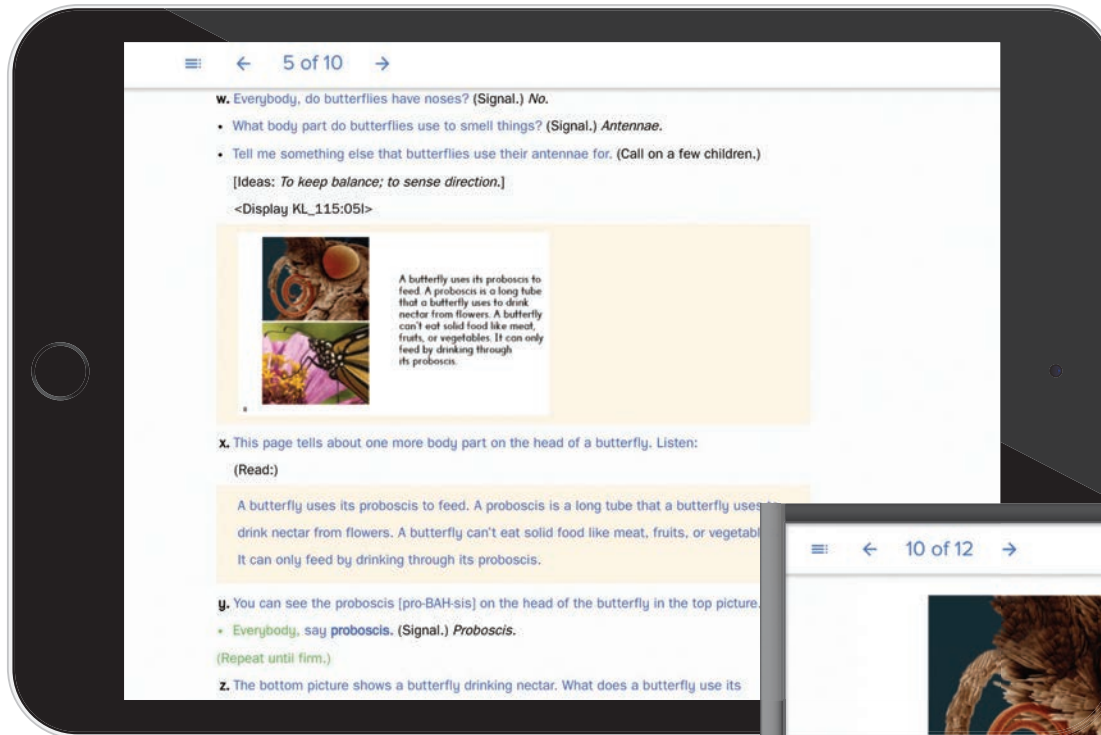 5 of 10
w. Everybody, do butterflies have noses? (Signal.) No.
• What body part do butterflies use to smell things? (Signal.) Antennae.
• Tell me something else that butterflies use their antennae for. (Call on a few children.)
[Ideas: To keep balance; to sense direction.]
<Display KL_115:05I>
A butterfly uses its proboscis to
feed. A proboscis is a long tube
that a butterfly uses to drink
nectar from flowers. A butterfly
can't eat solid food like meat,
fruits, or vegetables. It can only
feed by drinking through
its proboscis.
x. This page tells about one more body part on the head of a butterfly. Listen:
(Read:)
A butterfly uses its proboscis to feed. A proboscis is a long tube that a butterfly uses
drink nectar from flowers. A butterfly can't eat solid food like meat, fruits, or vegetabl
It can only feed by drinking through its proboscis.
y. You can see the proboscis [pro-BAH-sis] on the head of the butterfly in the top picture.
• Everybody, say proboscis. (Signal.) Proboscis.
(Repeat until firm.)
z. The bottom picture shows a butterfly drinking nectar. What does a butterfly use its
10 of 12